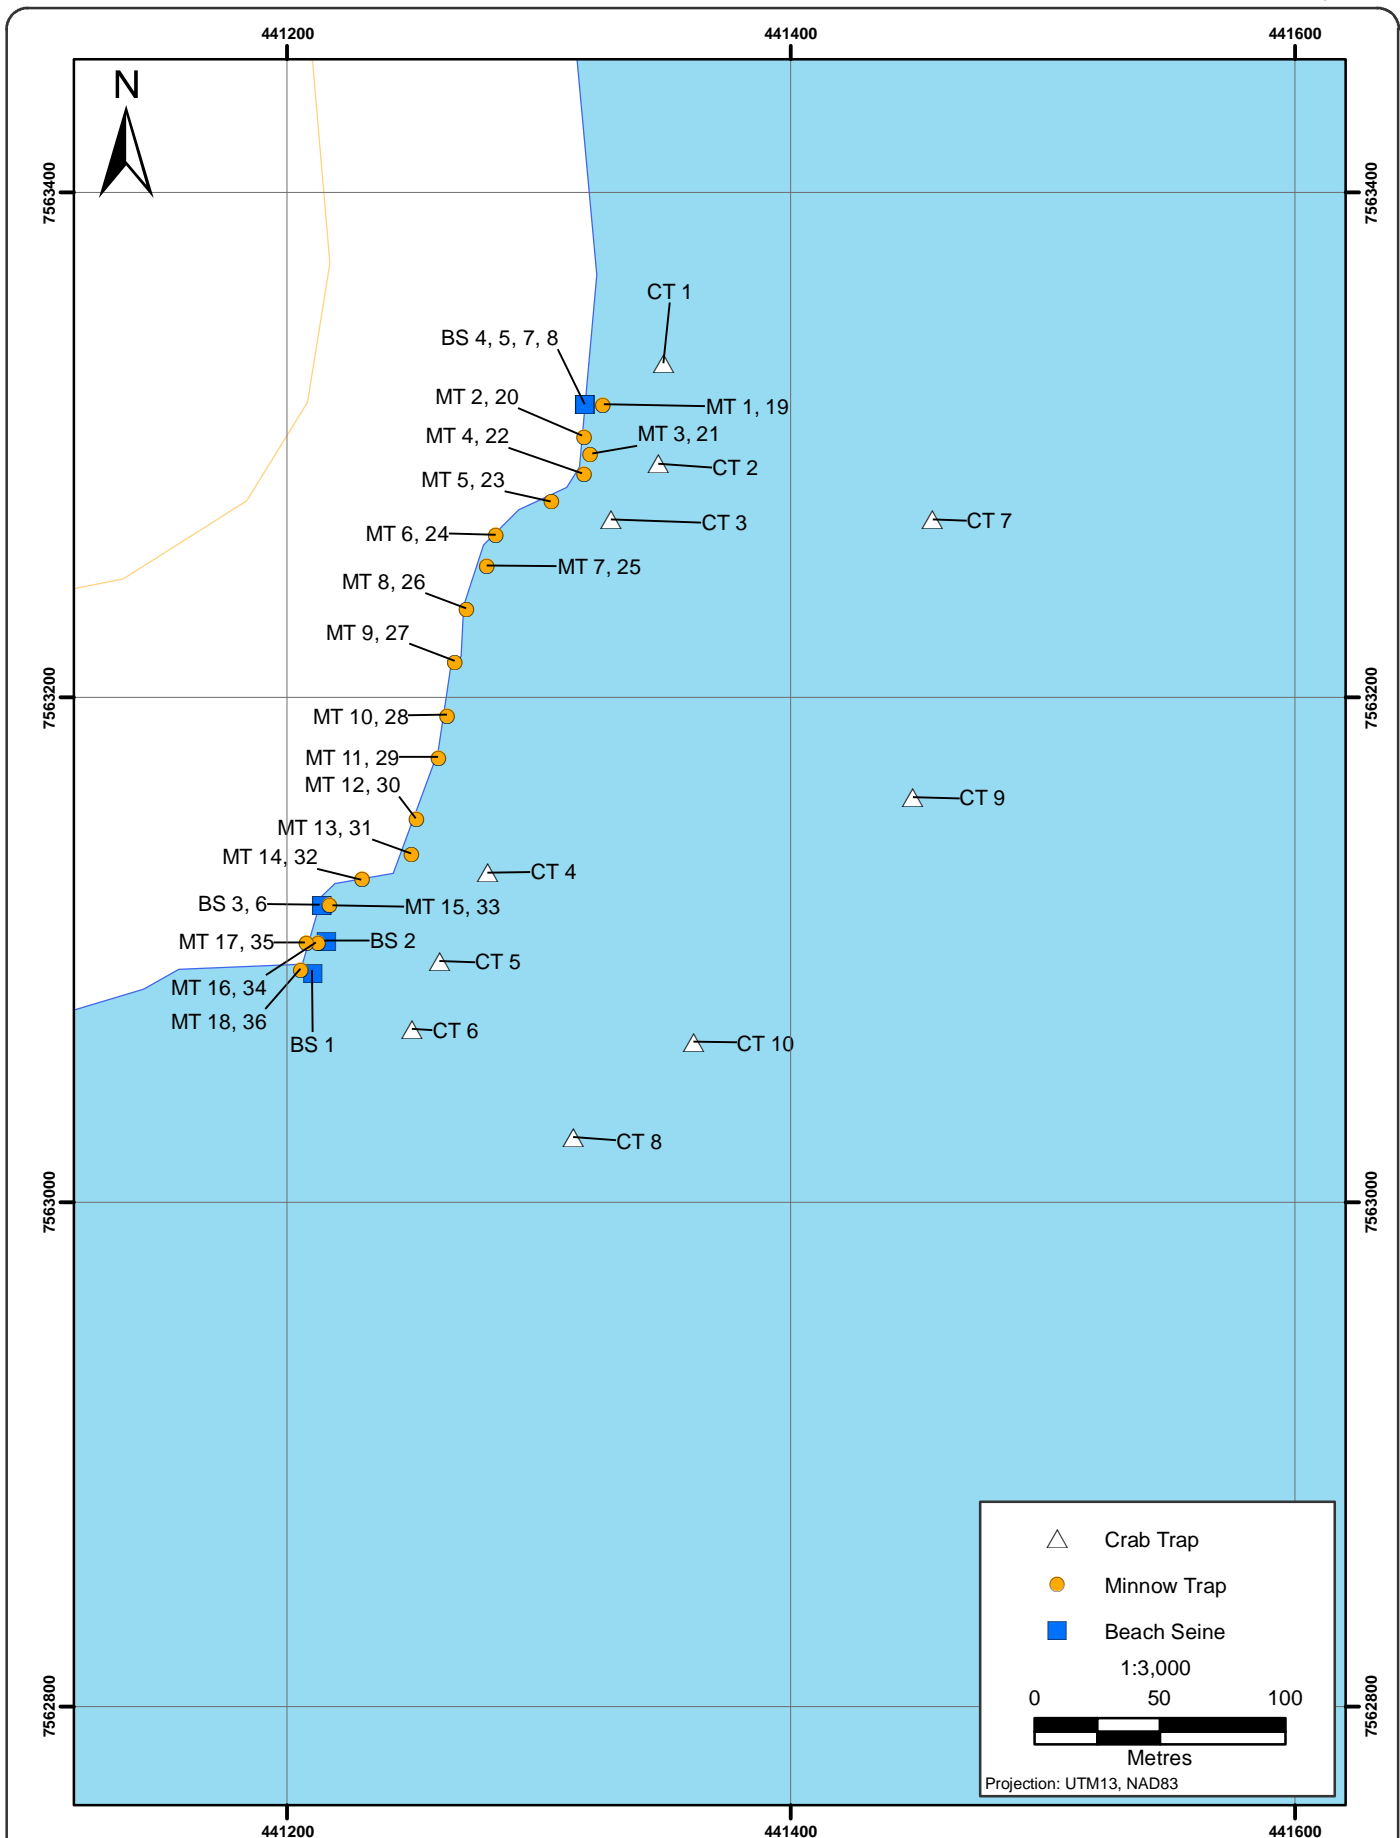 441200
441400
441600
N
7563400
7563400
CT 1
BS 4, 5, 7, 8
MT 2, 20
MT 1, 19
MT 4, 22
MT 3, 21
CT 2
MT 5, 23
CT 3
CT 7
MT 6, 24
MT 7, 25
MT 8, 26
MT 9, 27
7563200
7563200
MT 10, 28
MT 11, 29
MT 12, 30
CT 9
MT 13, 31
MT 14, 32
CT 4
BS 3, 6
MT 15, 33
MT 17, 35
BS 2
CT 5
MT 16, 34
MT 18, 36
CT 6
BS 1
CT 10
CT 8
7563000
7563000
Crab Trap
Minnow Trap
Beach Seine
1:3,000
0 50 100
Metres
Projection: UTM13, NAD83
7562800
7562800
441200
441400
441600